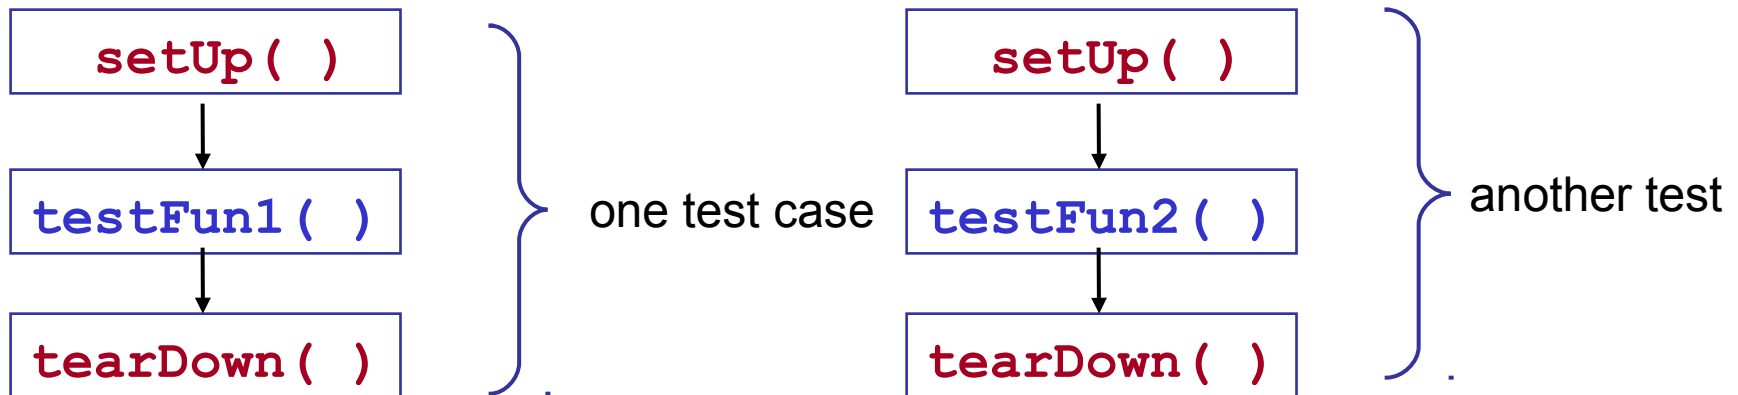 setUp( )
testFun1( )
tearDown( )
one test case
setUp( )
testFun2( )
tearDown( )
another test